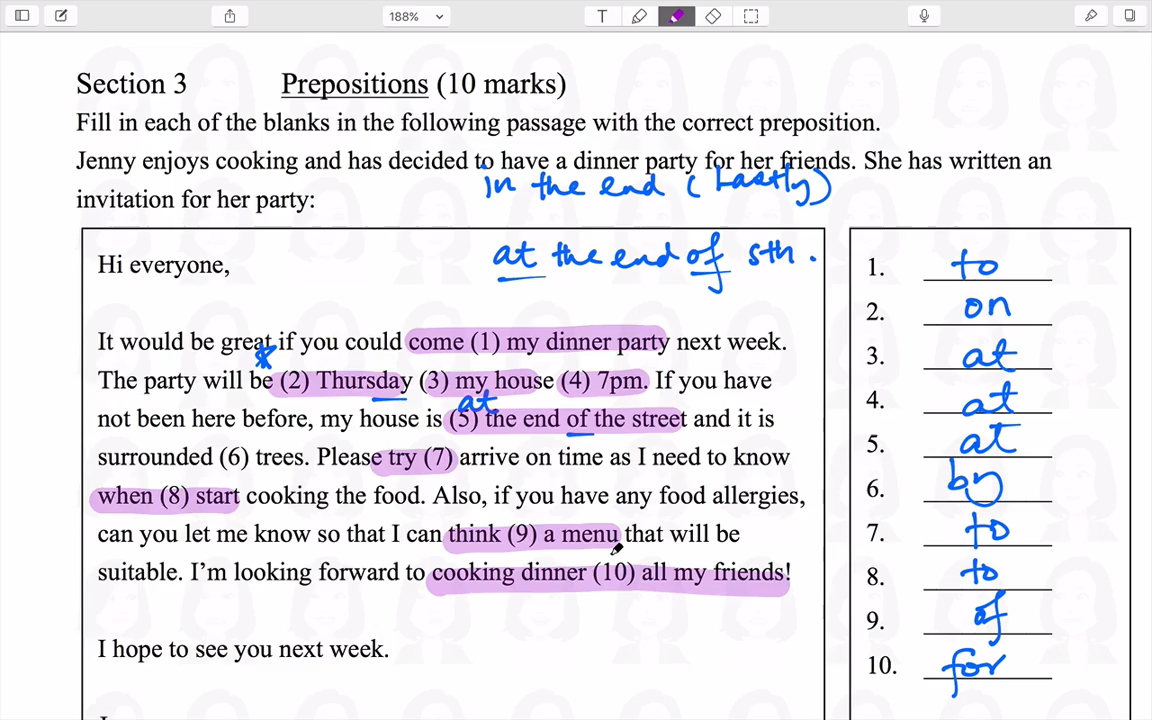 188%
T
Section 3 Prepositions (10 marks)
Fill in each of the blanks in the following passage with the correct preposition.
Jenny enjoys cooking and has decided to have a dinner party for her friends. She has written an
in the end (Lastly)
invitation for her party:
Hi everyone,
at the end of sth.
It would be great if you could come (1) my dinner party next week.
The party will be (2) Thursday (3) my house (4) 7pm. If you have
at
not been here before, my house is (5) the end of the street and it is
surrounded (6) trees. Please try (7) arrive on time as I need to know
when (8) start cooking the food. Also, if you have any food allergies,
can you let me know so that I can think (9) a menu that will be
suitable. I'm looking forward to cooking dinner (10) all my friends!
I hope to see you next week.
1. to
2. on
3. at
4. at
5. at
6. by
7. to
8. to
9. of
10. for